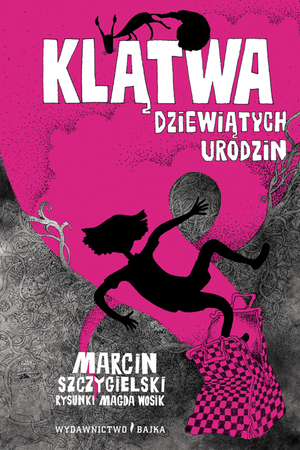 KLĄTWA
DZIEWIĄTYCH
URODZIN
MARCIN
SZCZYGIELSKI
RYSUNKI MAGDA WOSIK
WYDAWNICTWO BAJKA